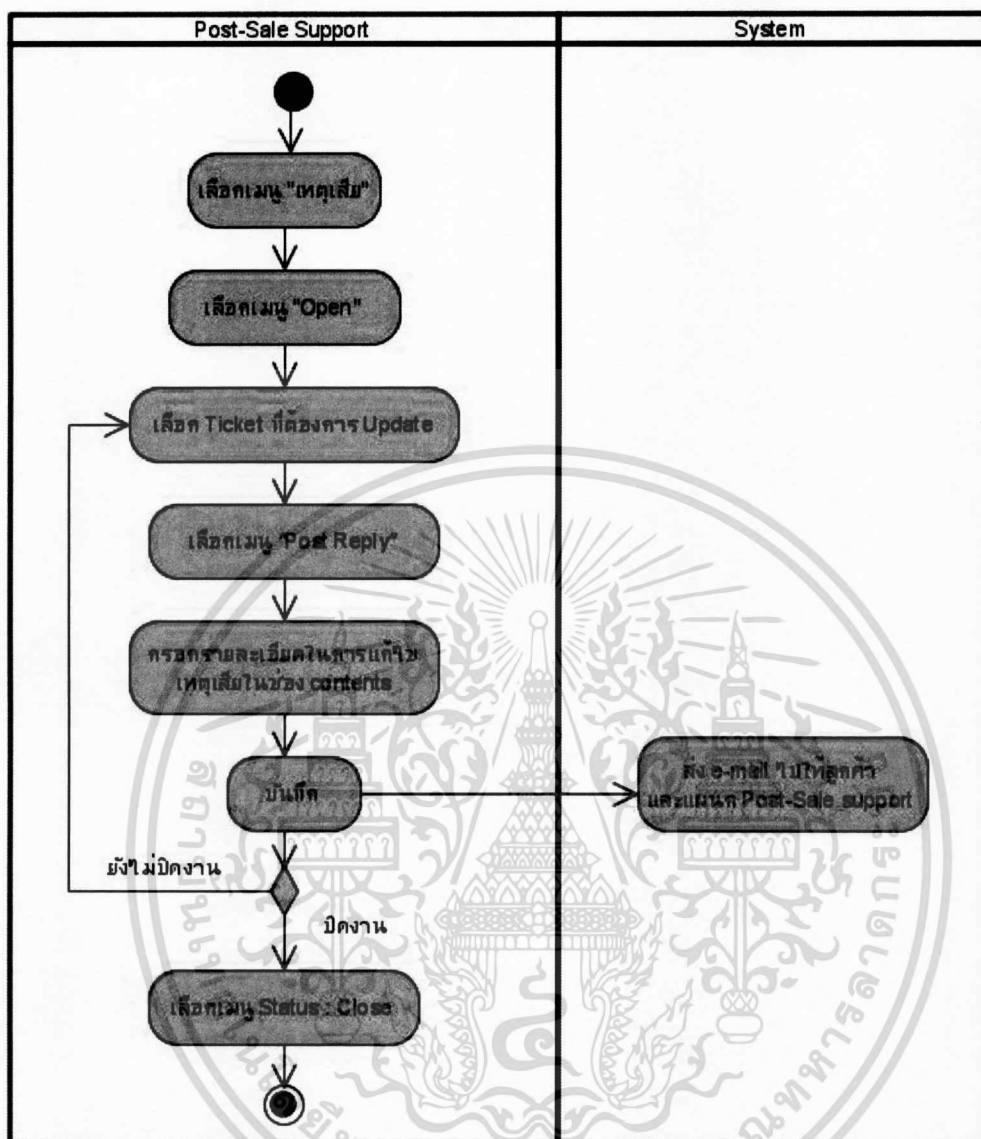 Post-Sale Support
System
เลือกเมนู "เหตุเสีย"
เลือกเมนู "Open"
เลือก Ticket ที่ต้องการ Update
เลือกเมนู "Post Reply"
กรอกรายละเอียดในการแก้ไข
เหตุเสียในช่อง contents
บันทึก
ส่ง e-mail ไปให้ลูกค้า
และแผนก Post-Sale support
ยังไม่ปิดงาน
ปิดงาน
เลือกเมนู Status : Close